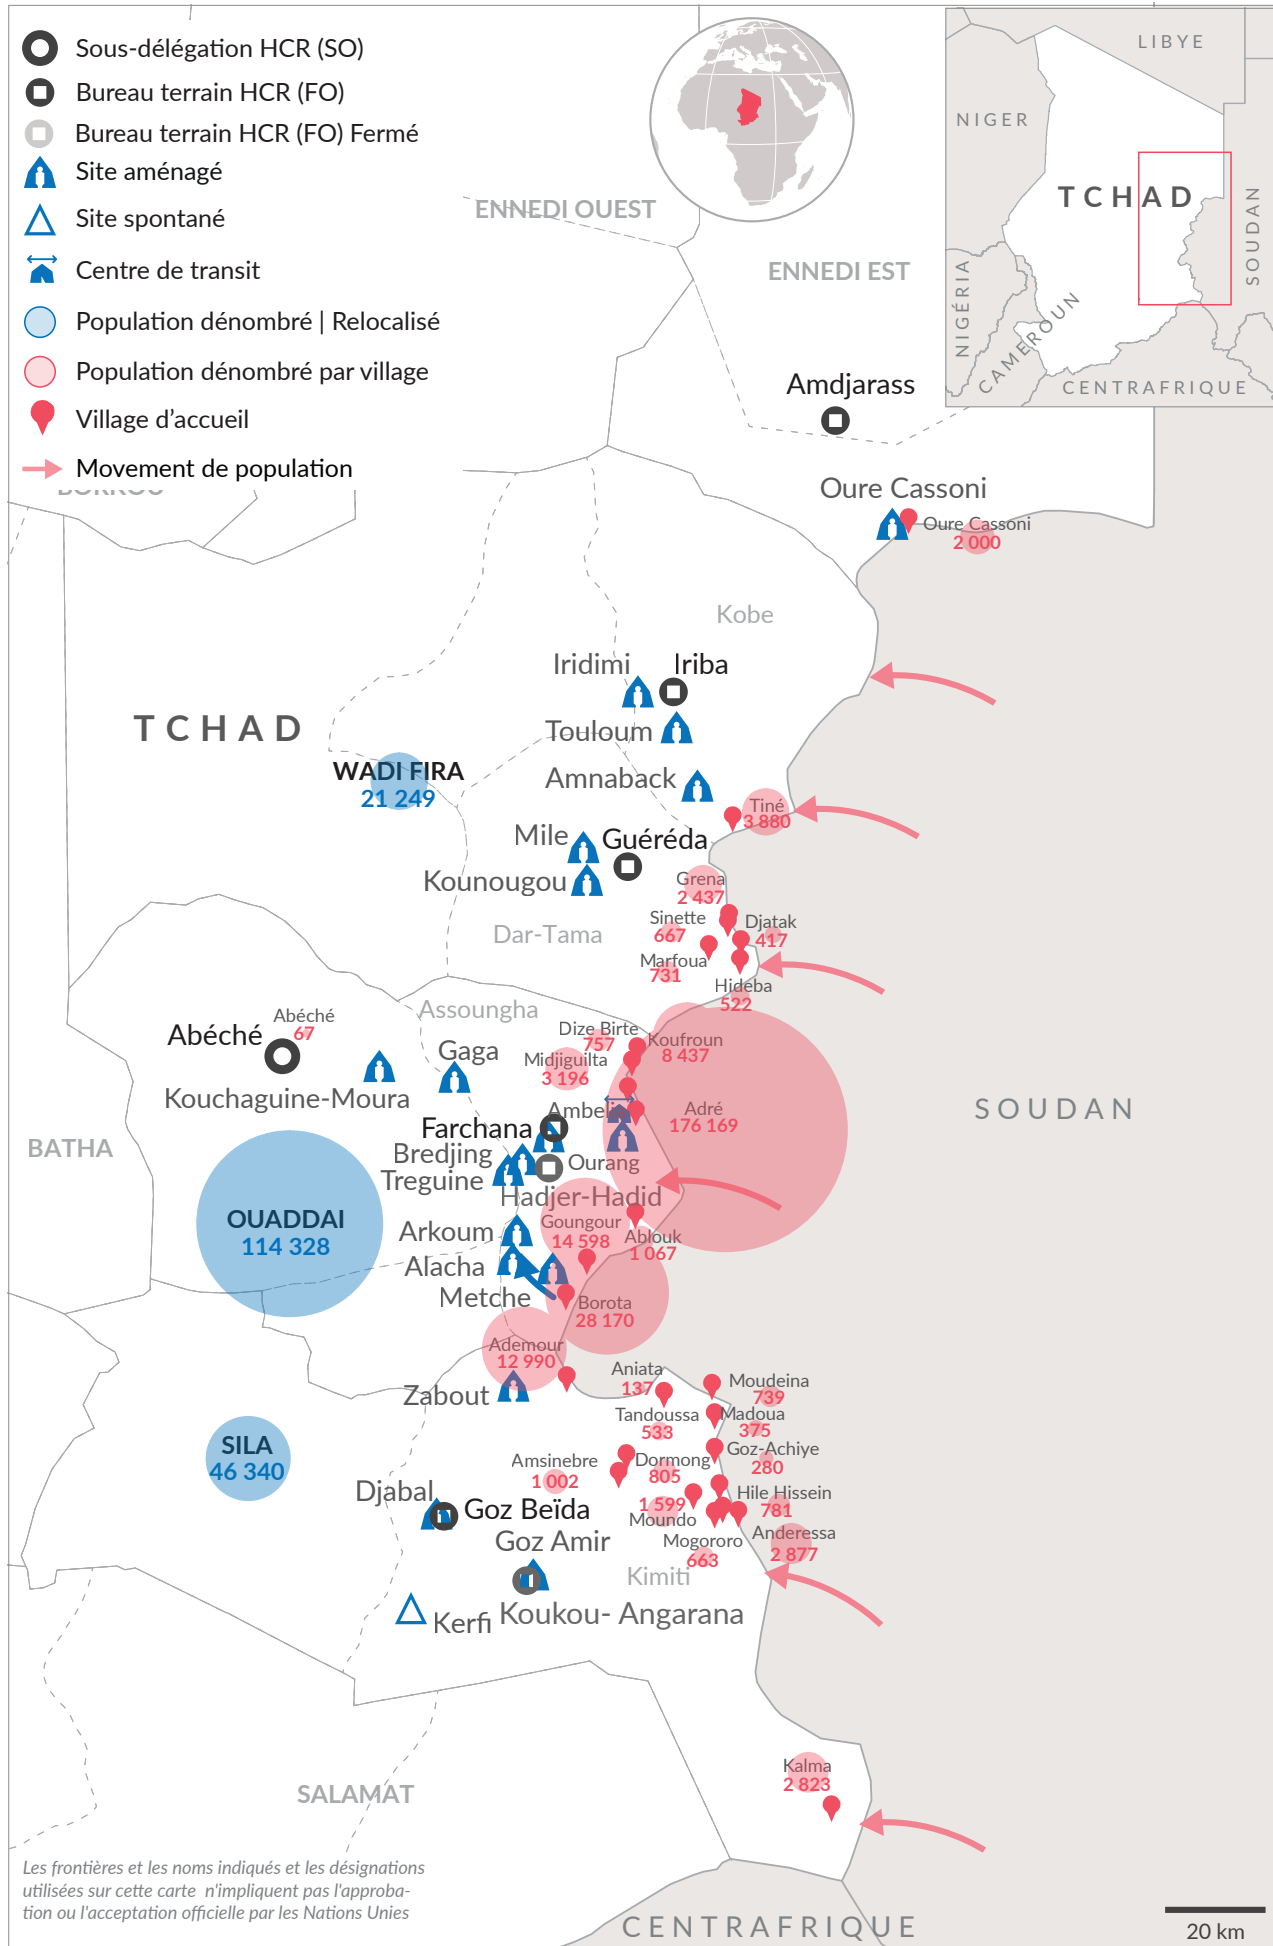 Sous-délégation HCR (SO)
Bureau terrain HCR (FO)
Bureau terrain HCR (FO) Fermé
Site aménagé
Site spontané
Centre de transit
Population dénombré | Relocalisé
Population dénombré par village
Village d'accueil
Movement de population
LIBYE
NIGER
TCHAD
SOUDAN
NIGÉRIA
CAMEROUN
CENTRAFRIQUE
ENNEDI OUEST
ENNEDI EST
Amdjarass
BORKOU
Oure Cassoni
Oure Cassoni
2 000
Kobe
Iridimi
Iriba
TCHAD
Touloum
WADI FIRA
21 249
Amnaback
Tiné
3 880
Mile
Guéréda
Kounougou
Grena
2 437
Sinette
667
Djatak
417
Dar-Tama
Marfoua
731
Hideba
522
Assoungha
Abéché
67
Abéché
Dize Birte
757
Koufroun
8 437
Gaga
Midjiguilta
3 196
Kouchaguine-Moura
Ambelia
Adré
176 169
SOUDAN
Farchana
BATHA
Bredjing
Ourang
Treguine
Hadjer-Hadid
OUADDAI
114 328
Arkoum
Goungour
14 598
Ablouk
1 067
Alacha
Metche
Borota
28 170
Ademour
12 990
Aniata
137
Moudeina
739
Zabout
Tandoussa
533
Madoua
375
SILA
46 340
Goz-Achiye
280
Amsinebre
1 002
Dormong
805
Djabal
Goz Beïda
1 599
Moundo
Hile Hissein
781
Goz Amir
Mogororo
663
Anderessa
2 877
Kimiti
Kerfi
Koukou- Angarana
Kalma
2 823
SALAMAT
Les frontières et les noms indiqués et les désignations
utilisées sur cette carte n'impliquent pas l'approba-
tion ou l'acceptation officielle par les Nations Unies
CENTRAFRIQUE
20 km